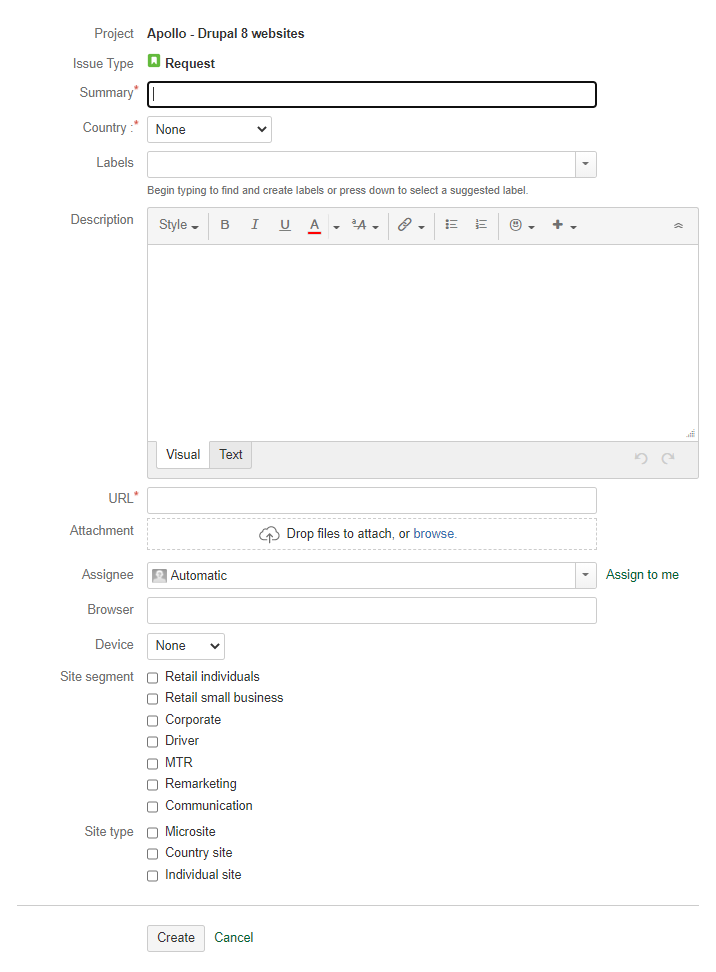 Project Apollo - Drupal 8 websites
Issue Type Request
Summary*
Country :* None
Labels
Begin typing to find and create labels or press down to select a suggested label.
Description Style B I U A ªA
Visual Text
URL*
Attachment Drop files to attach, or browse.
Assignee Automatic Assign to me
Browser
Device None
Site segment Retail individuals
Retail small business
Corporate
Driver
MTR
Remarketing
Communication
Site type Microsite
Country site
Individual site
Create Cancel